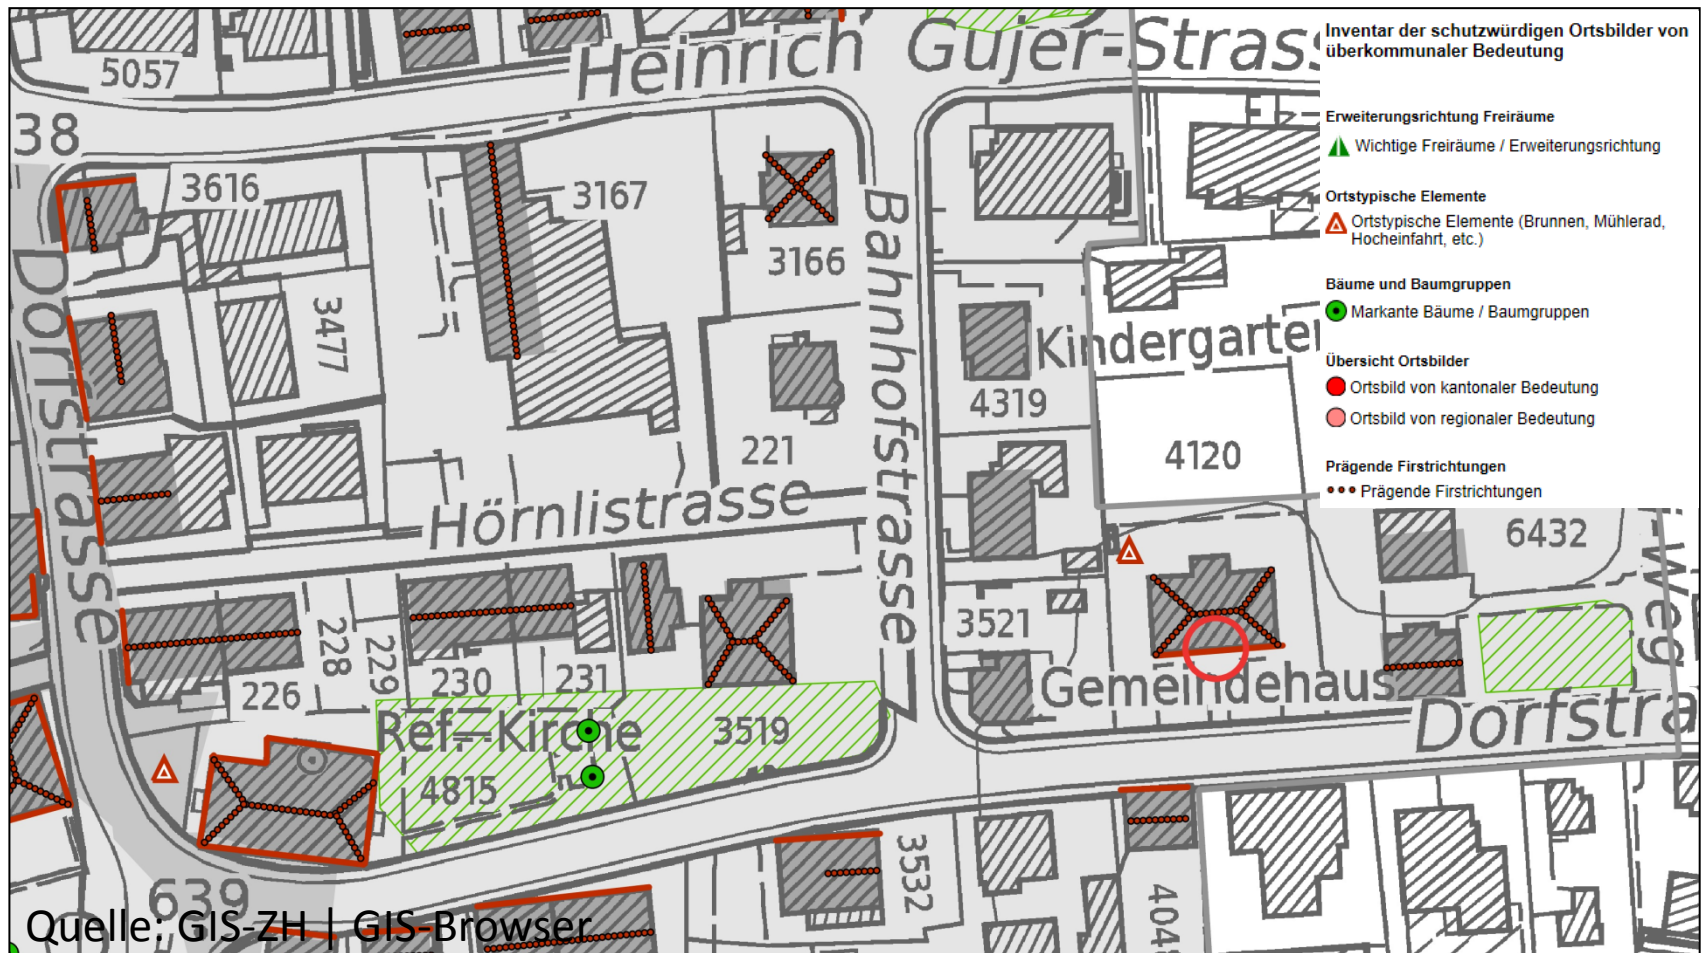 Heinrich Gujer-Strass
5057
38
3616
3167
3166
3477
Dorfstrasse
Bahnhofstrasse
Kindergarte
4319
221
4120
Hörnlistrasse
6432
weg
3521
228
229
226
230
231
Gemeindehaus
Dorfstra
Ref. Kirche
3519
4815
3532
639
Quelle: GIS-ZH | GIS-Browser
Inventar der schutzwürdigen Ortsbilder von
überkommunaler Bedeutung
Erweiterungsrichtung Freiräume
Wichtige Freiräume / Erweiterungsrichtung
Ortstypische Elemente
Ortstypische Elemente (Brunnen, Mühlerad,
Hocheinfahrt, etc.)
Bäume und Baumgruppen
Markante Bäume / Baumgruppen
Übersicht Ortsbilder
Ortsbild von kantonaler Bedeutung
Ortsbild von regionaler Bedeutung
Prägende Firstrichtungen
Prägende Firstrichtungen